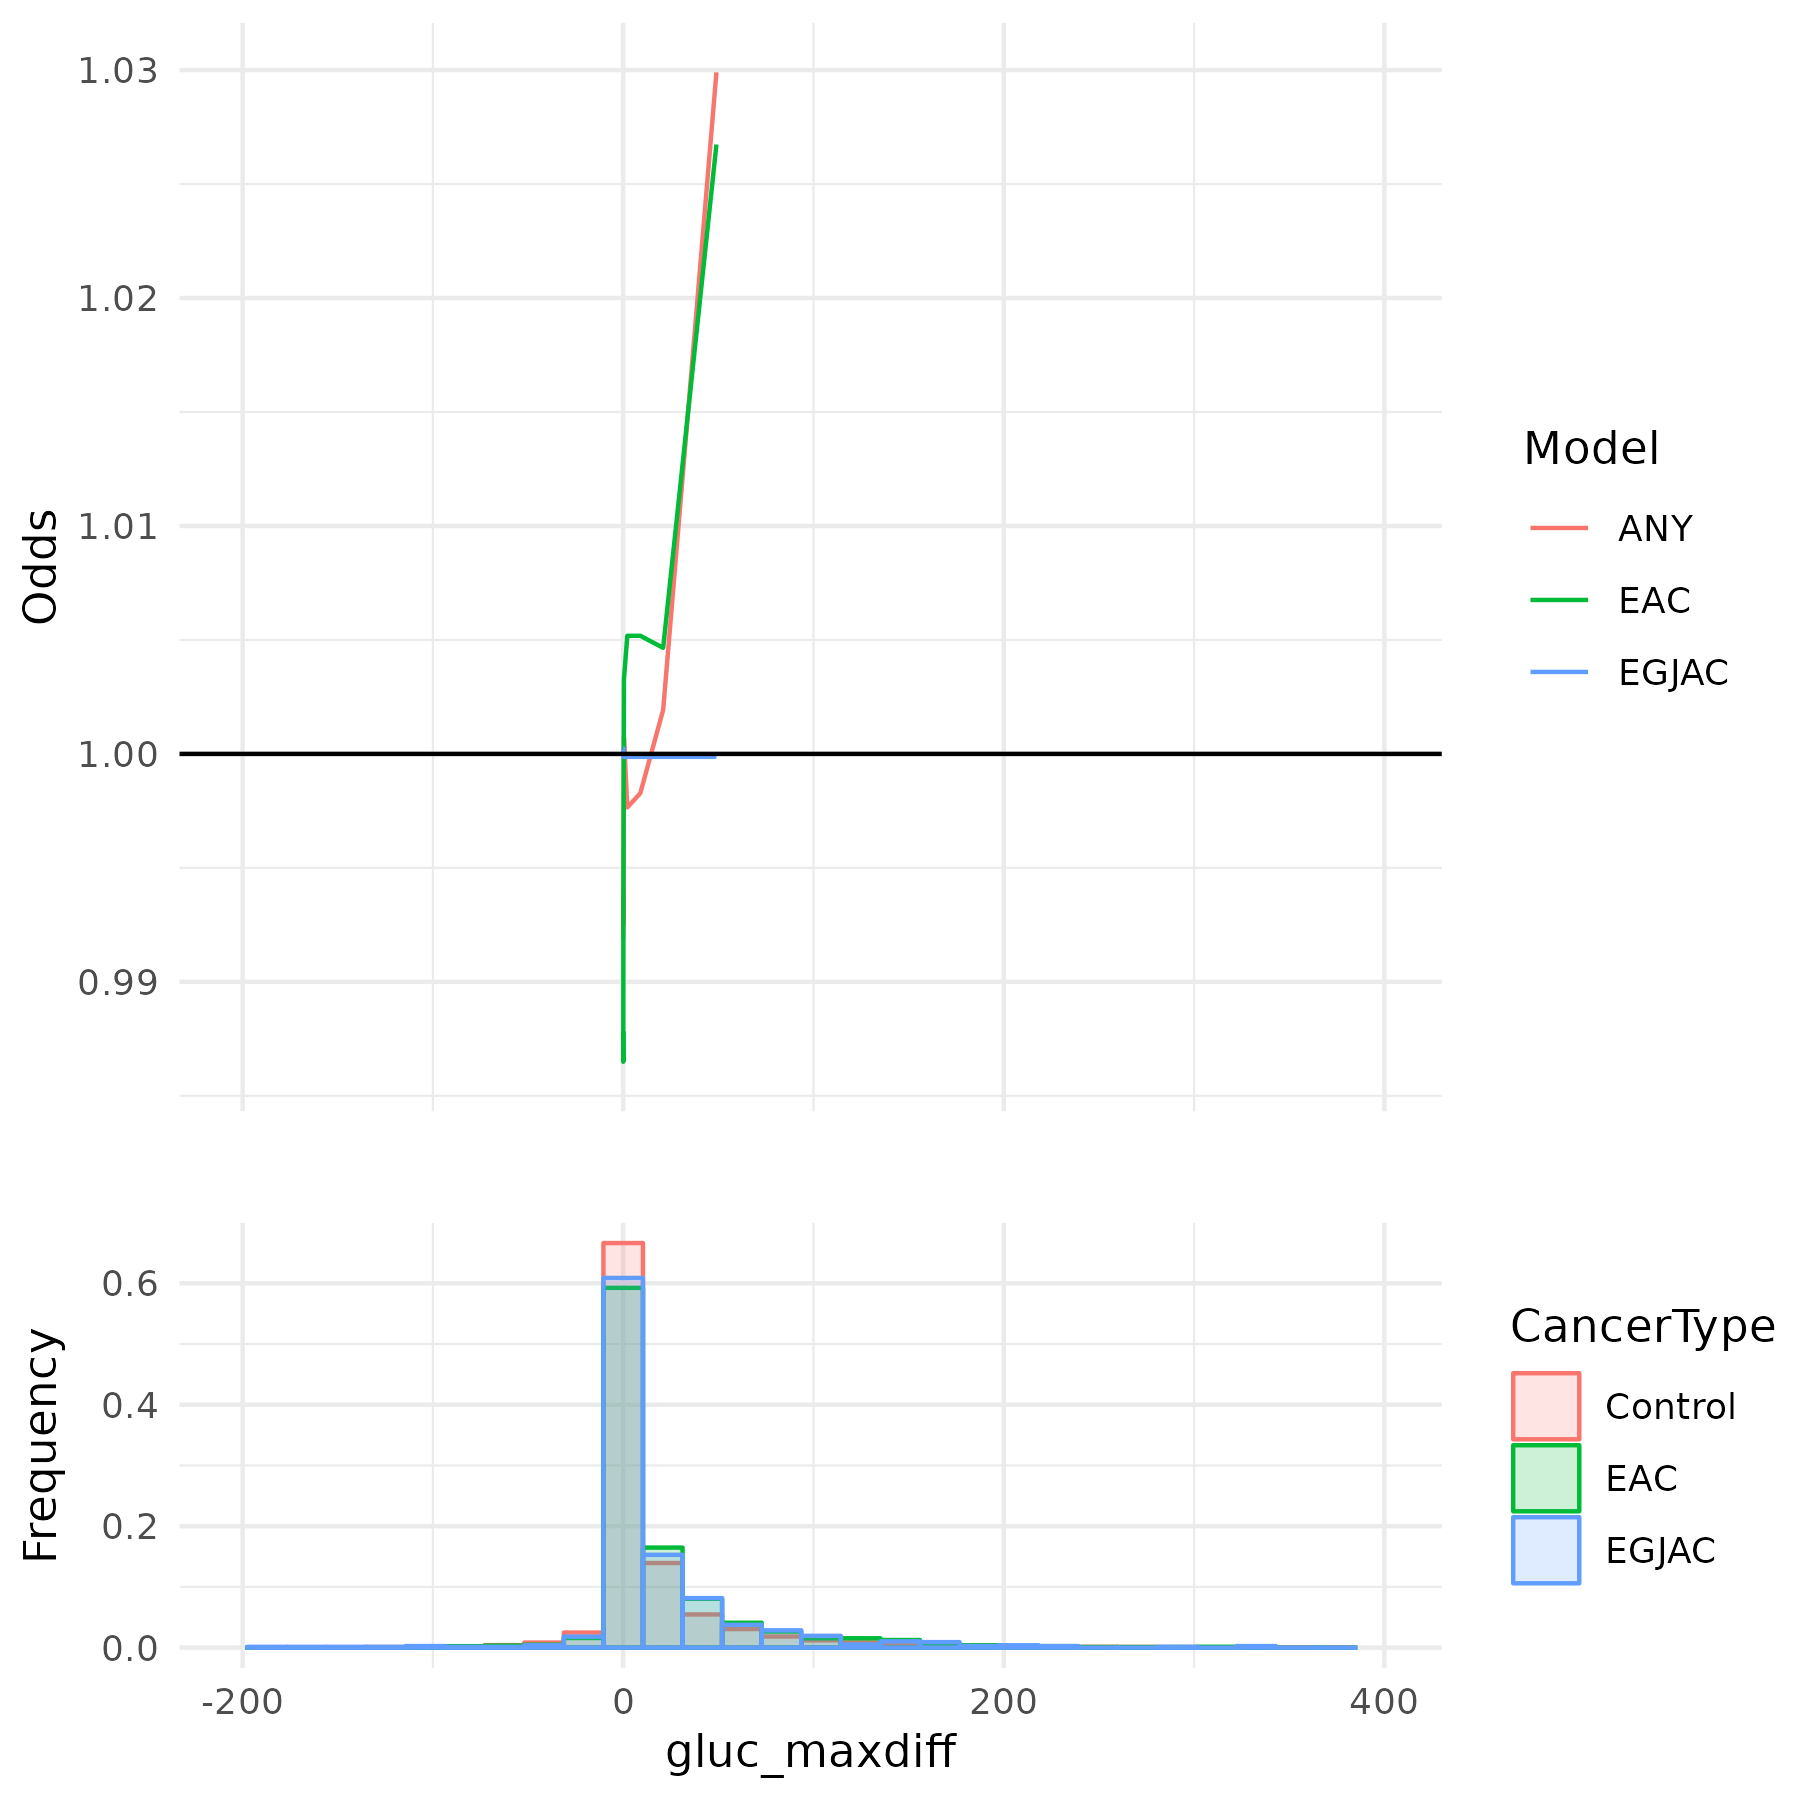 1.03
1.02
1.01
1.00
0.99
Odds
Model
ANY
EAC
EGJAC
0.6
0.4
0.2
0.0
Frequency
-200
0
200
400
gluc_maxdiff
CancerType
Control
EAC
EGJAC